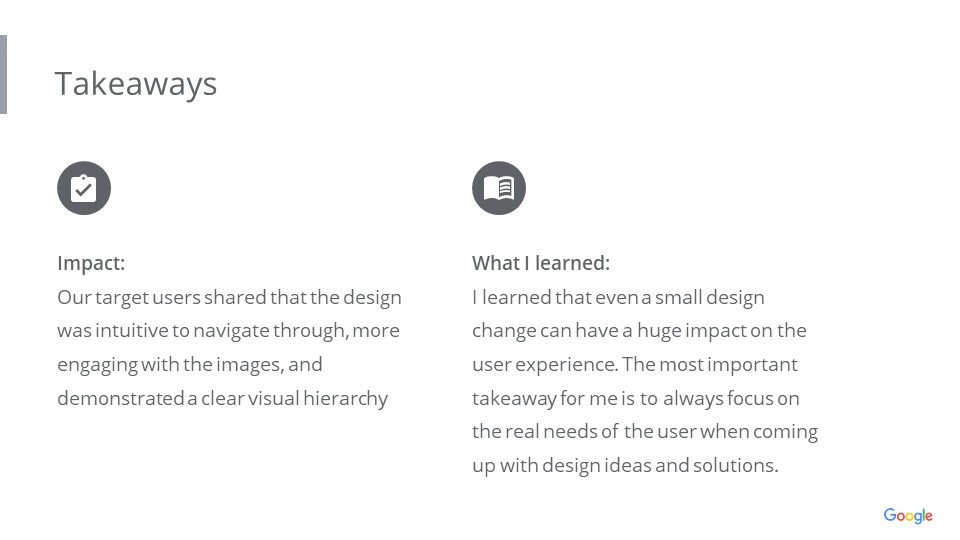 Takeaways
Impact:
Our target users shared that the design
was intuitive to navigate through, more
engaging with the images, and
demonstrated a clear visual hierarchy
What I learned:
I learned that even a small design
change can have a huge impact on the
user experience. The most important
takeaway for me is to always focus on
the real needs of the user when coming
up with design ideas and solutions.
Google